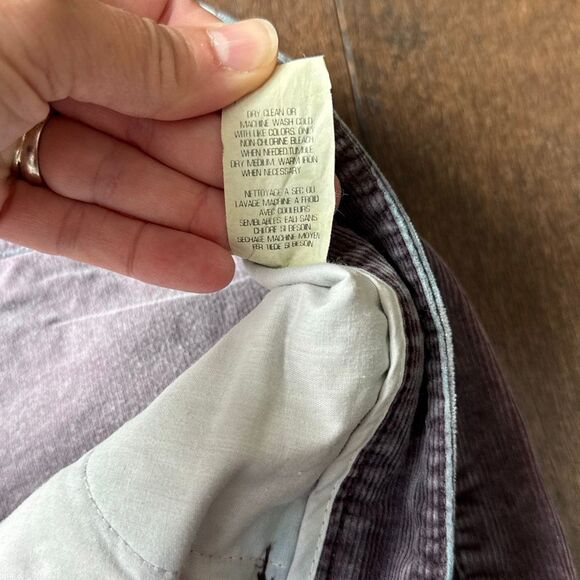 DRY CLEAN OR
MACHINE WASH COLD
WITH LIKE COLORS. ONLY
NON-CHLORINE BLEACH
WHEN NEEDED.TUMBLE
DRY MEDIUM. WARM IRON
WHEN NECESSARY
NETTOYAGE A SEC OU
LAVAGE MACHINE A FROID
AVEC COULEURS
SEMBLABLES. EAU SANS
CHLORE SI BESOIN.
SECHAGE MACHINE MOYEN
FER TIEDE SI BESOIN